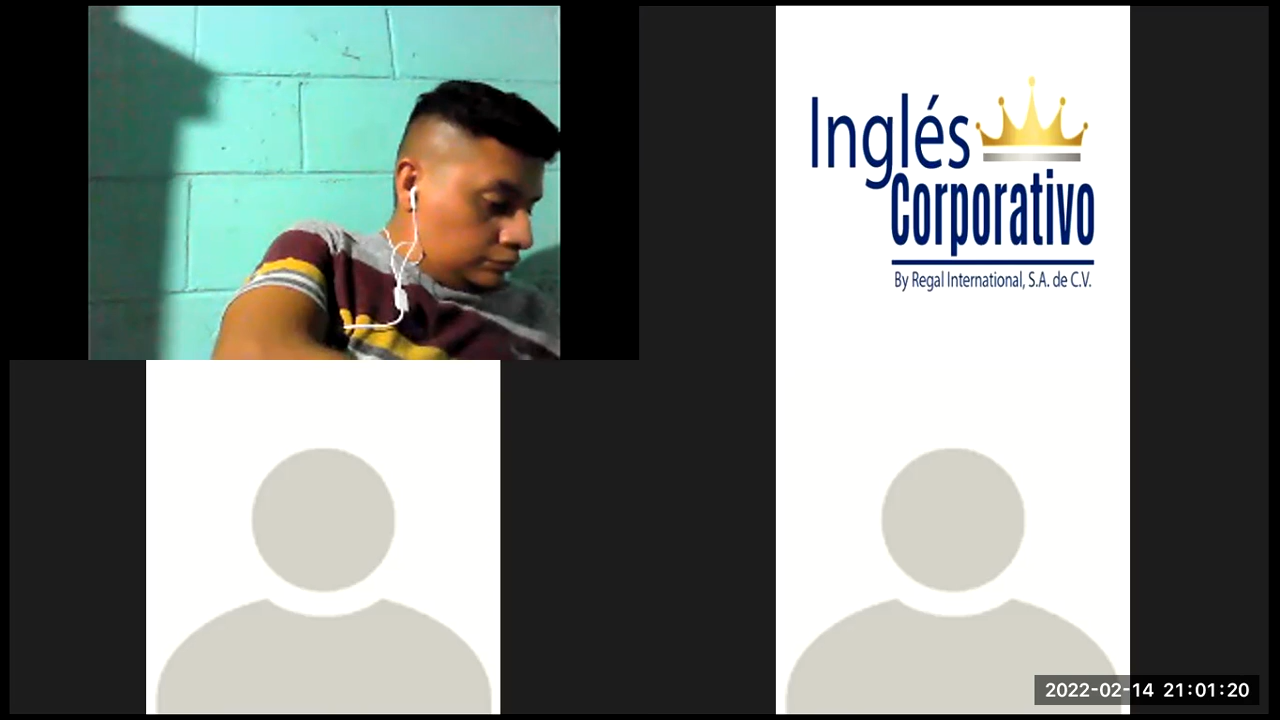 Inglés
Corporativo
By Regal International, S.A. de C.V.
2022-02-14 21:01:20